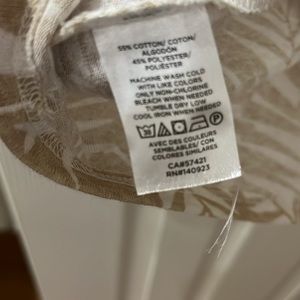 55% COTTON/ COTON/
ALGODÓN
45% POLYESTER/
POLIÉSTER
MACHINE WASH COLD
WITH LIKE COLORS
ONLY NON-CHLORINE
BLEACH WHEN NEEDED
TUMBLE DRY LOW
COOL IRON WHEN NEEDED
30
AVEC DES COULEURS
SEMBLABLES/ CON
COLORES SIMILARES
CA#57421
RN#140923